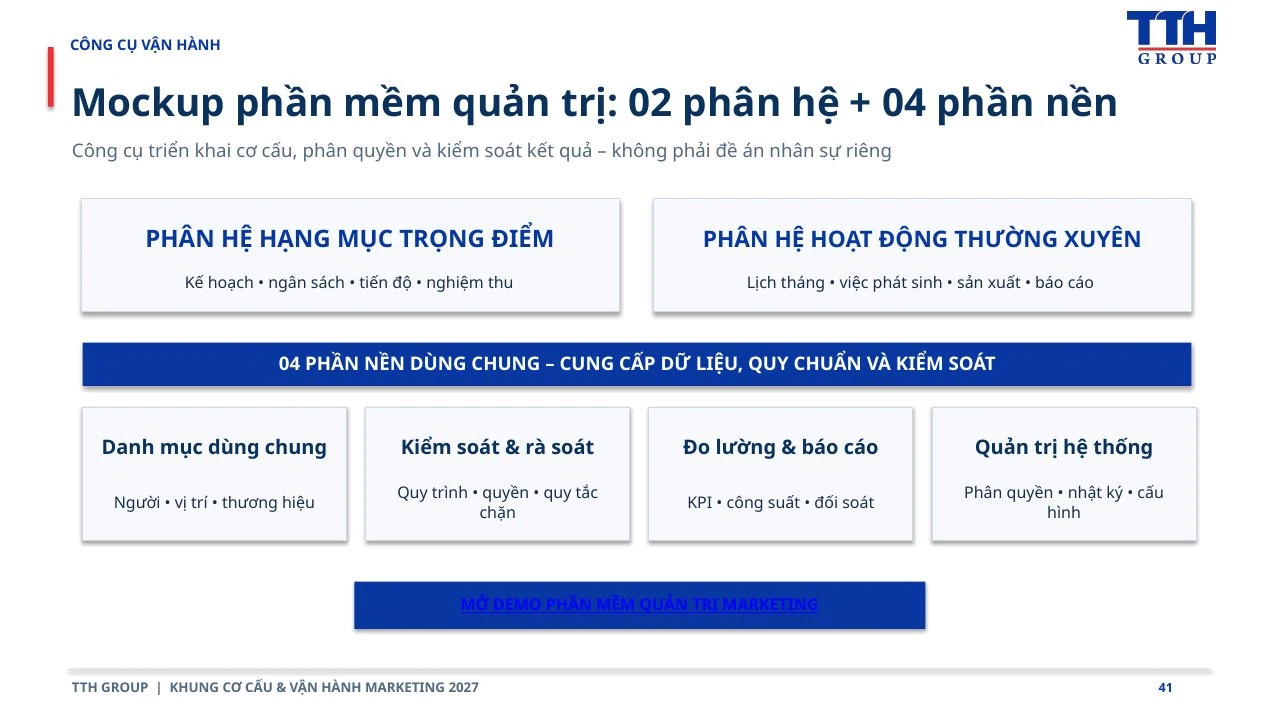 CÔNG CỤ VẬN HÀNH
TTH
GROUP
Mockup phần mềm quản trị: 02 phân hệ + 04 phần nền
Công cụ triển khai cơ cấu, phân quyền và kiểm soát kết quả – không phải đề án nhân sự riêng
PHÂN HỆ HẠNG MỤC TRỌNG ĐIỂM
Kế hoạch • ngân sách • tiến độ • nghiệm thu
PHÂN HỆ HOẠT ĐỘNG THƯỜNG XUYÊN
Lịch tháng • việc phát sinh • sản xuất • báo cáo
04 PHẦN NỀN DÙNG CHUNG – CUNG CẤP DỮ LIỆU, QUY CHUẨN VÀ KIỂM SOÁT
Danh mục dùng chung
Người • vị trí • thương hiệu
Kiểm soát & rà soát
Quy trình • quyền • quy tắc
chặn
Đo lường & báo cáo
KPI • công suất • đối soát
Quản trị hệ thống
Phân quyền • nhật ký • cấu
hình
MỞ DEMO PHẦN MỀM QUẢN TRỊ MARKETING
TTH GROUP | KHUNG CƠ CẤU & VẬN HÀNH MARKETING 2027
41